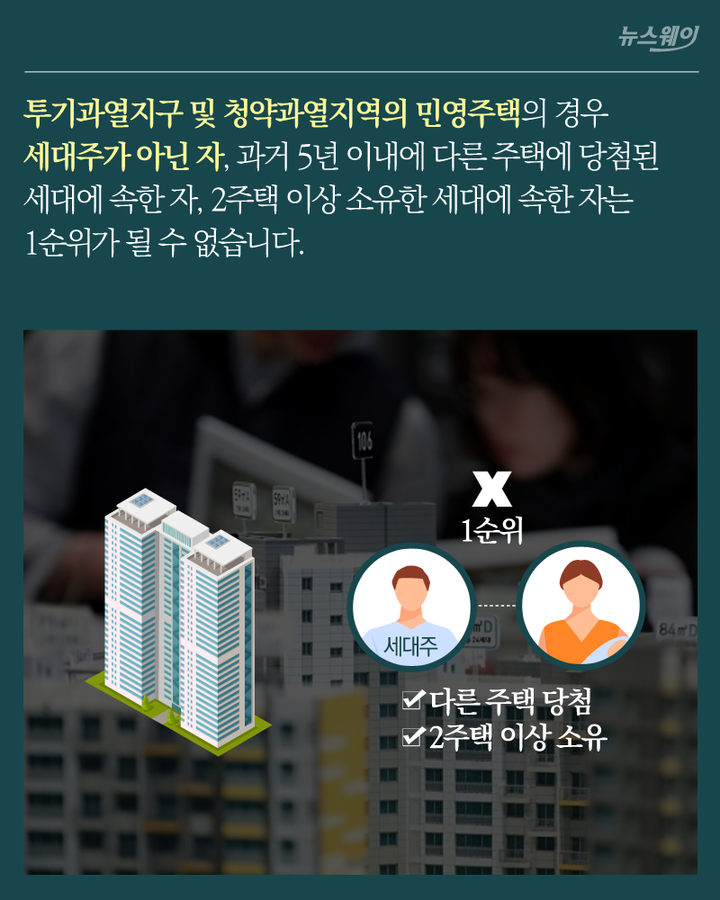 뉴스웨이
투기과열지구 및 청약과열지역의 민영주택의 경우
세대주가 아닌 자, 과거 5년 이내에 다른 주택에 당첨된
세대에 속한 자, 2주택 이상 소유한 세대에 속한 자는
1순위가 될 수 없습니다.
106
59㎡A
59㎡A
X
1순위
세대주
㎡D
84㎡D
다른 주택 당첨
2주택 이상 소유